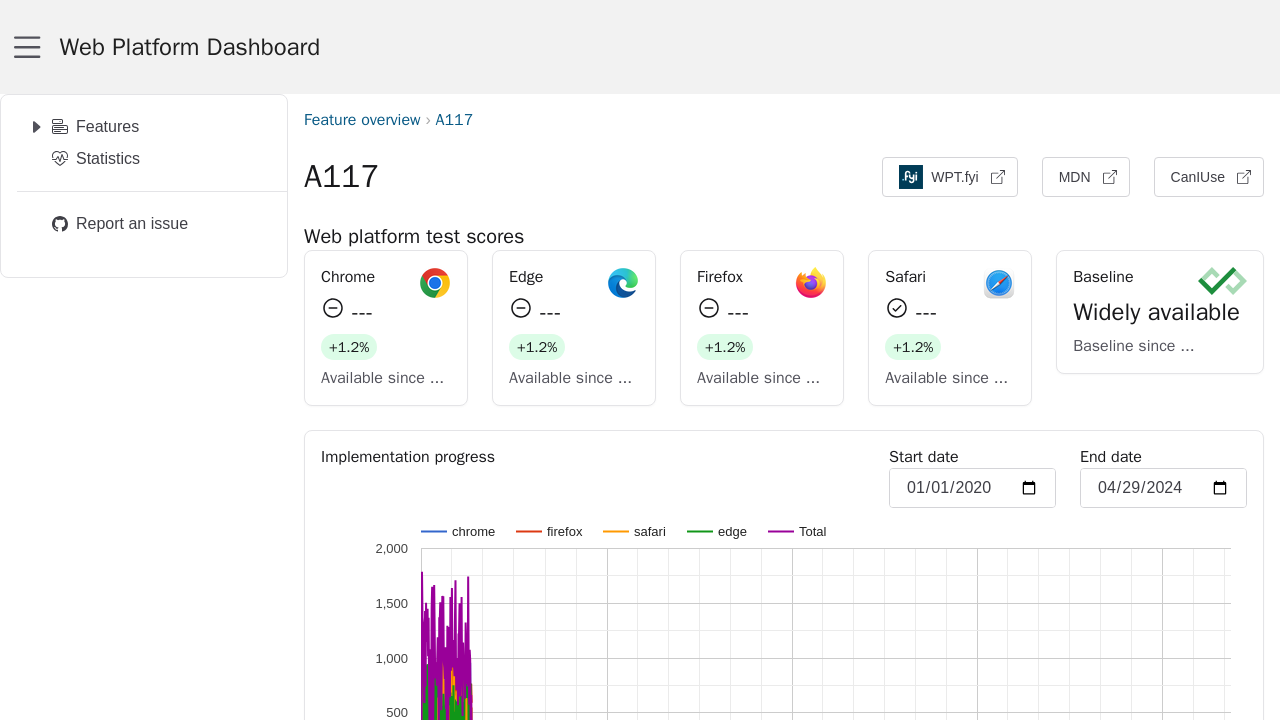 Web Platform Dashboard
Features
Statistics
Report an issue
Feature overview › A117
A117
.fyi WPT.fyi
MDN
CanIUse
Web platform test scores
Chrome
---
+1.2%
Available since ...
Edge
---
+1.2%
Available since ...
Firefox
---
+1.2%
Available since ...
Safari
---
+1.2%
Available since ...
Baseline
Widely available
Baseline since ...
Implementation progress
Start date
01/01/2020
End date
04/29/2024
chrome firefox safari edge Total
2,000
1,500
1,000
500